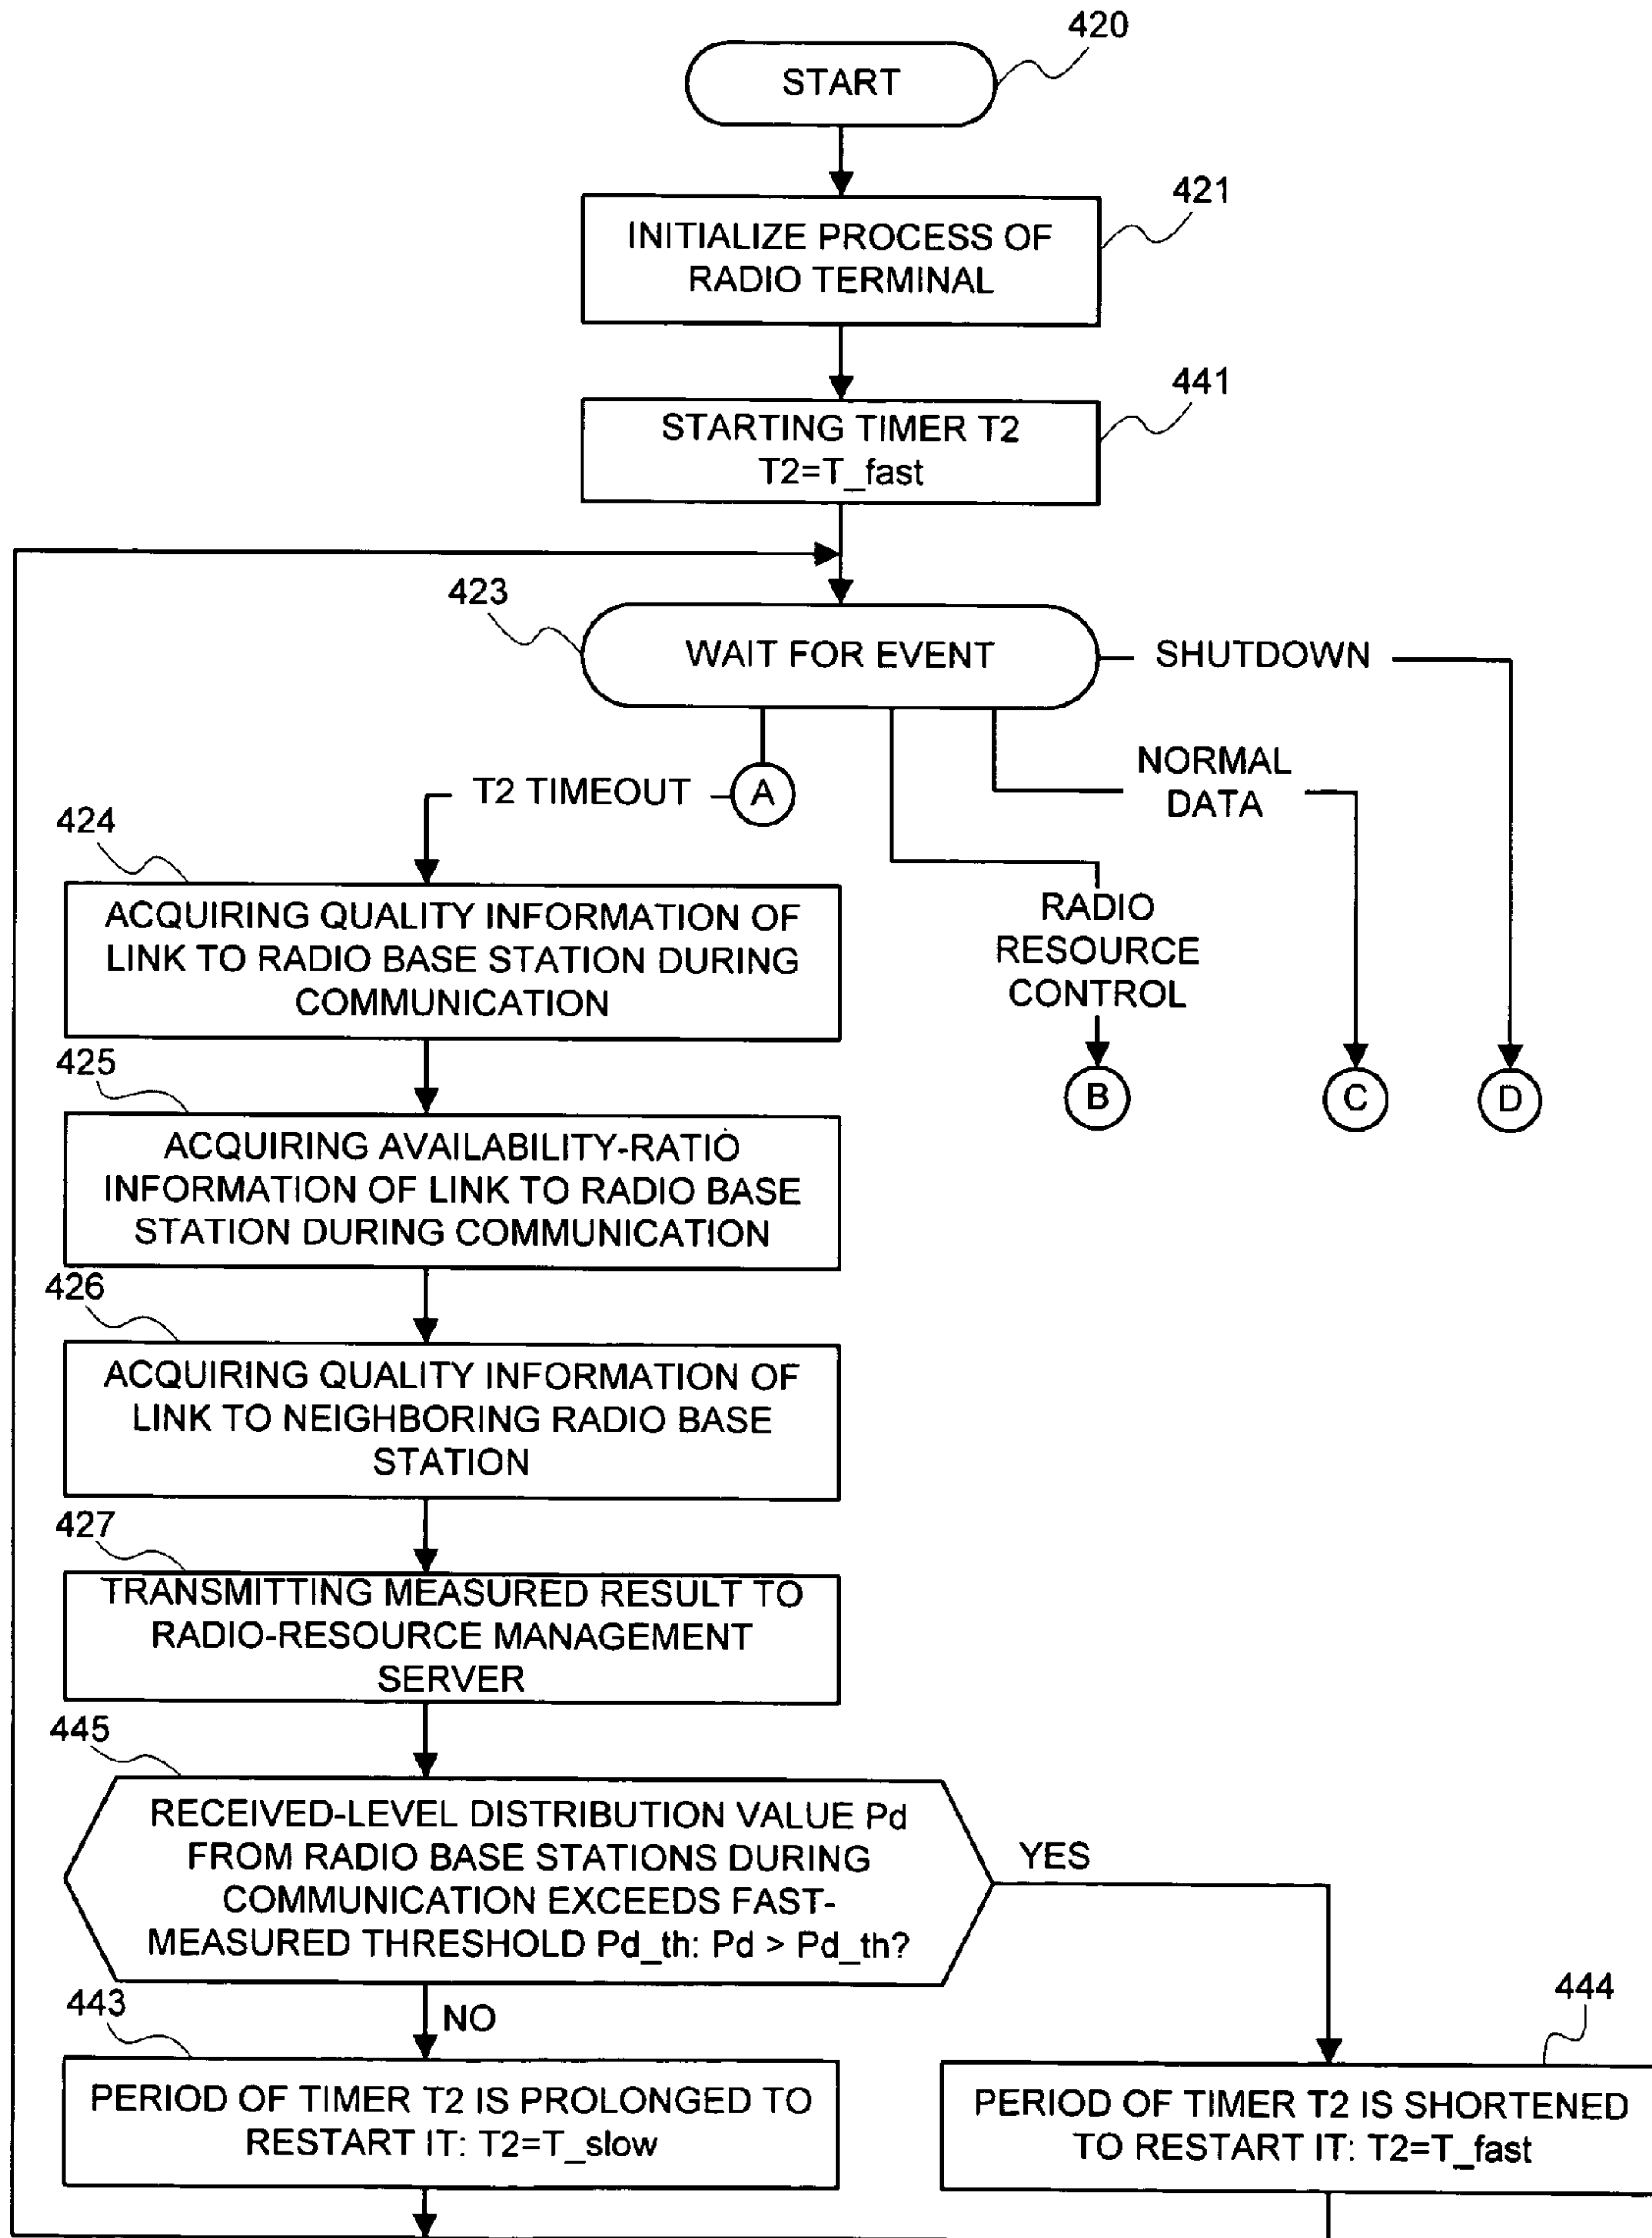 420
START
421
INITIALIZE PROCESS OF
RADIO TERMINAL
441
STARTING TIMER T2
T2=T_fast
423
WAIT FOR EVENT
SHUTDOWN
NORMAL
DATA
T2 TIMEOUT
A
424
ACQUIRING QUALITY INFORMATION OF
LINK TO RADIO BASE STATION DURING
COMMUNICATION
RADIO
RESOURCE
CONTROL
B
C
D
425
ACQUIRING AVAILABILITY-RATIO
INFORMATION OF LINK TO RADIO BASE
STATION DURING COMMUNICATION
426
ACQUIRING QUALITY INFORMATION OF
LINK TO NEIGHBORING RADIO BASE
STATION
427
TRANSMITTING MEASURED RESULT TO
RADIO-RESOURCE MANAGEMENT
SERVER
445
RECEIVED-LEVEL DISTRIBUTION VALUE Pd
FROM RADIO BASE STATIONS DURING
COMMUNICATION EXCEEDS FAST-
MEASURED THRESHOLD Pd_th: Pd > Pd_th?
YES
NO
443
PERIOD OF TIMER T2 IS PROLONGED TO
RESTART IT: T2=T_slow
444
PERIOD OF TIMER T2 IS SHORTENED
TO RESTART IT: T2=T_fast